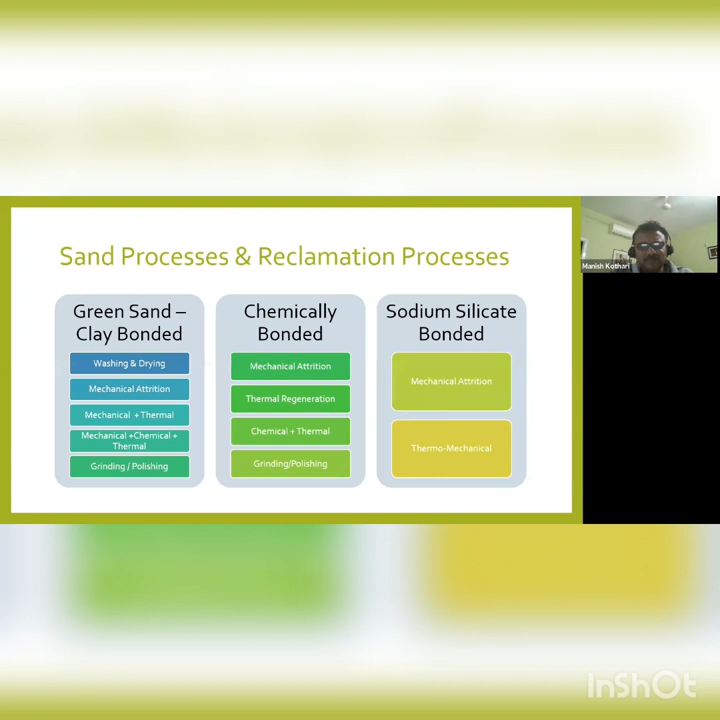 Sand Processes & Reclamation Processes
Green Sand –
Clay Bonded
Washing & Drying
Mechanical Attrition
Mechanical + Thermal
Mechanical +Chemical +
Thermal
Grinding / Polishing
Chemically
Bonded
Mechanical Attrition
Thermal Regeneration
Chemical + Thermal
Grinding/Polishing
Sodium Silicate
Bonded
Mechanical Attrition
Thermo-Mechanical
Manish Kothari
InShOt